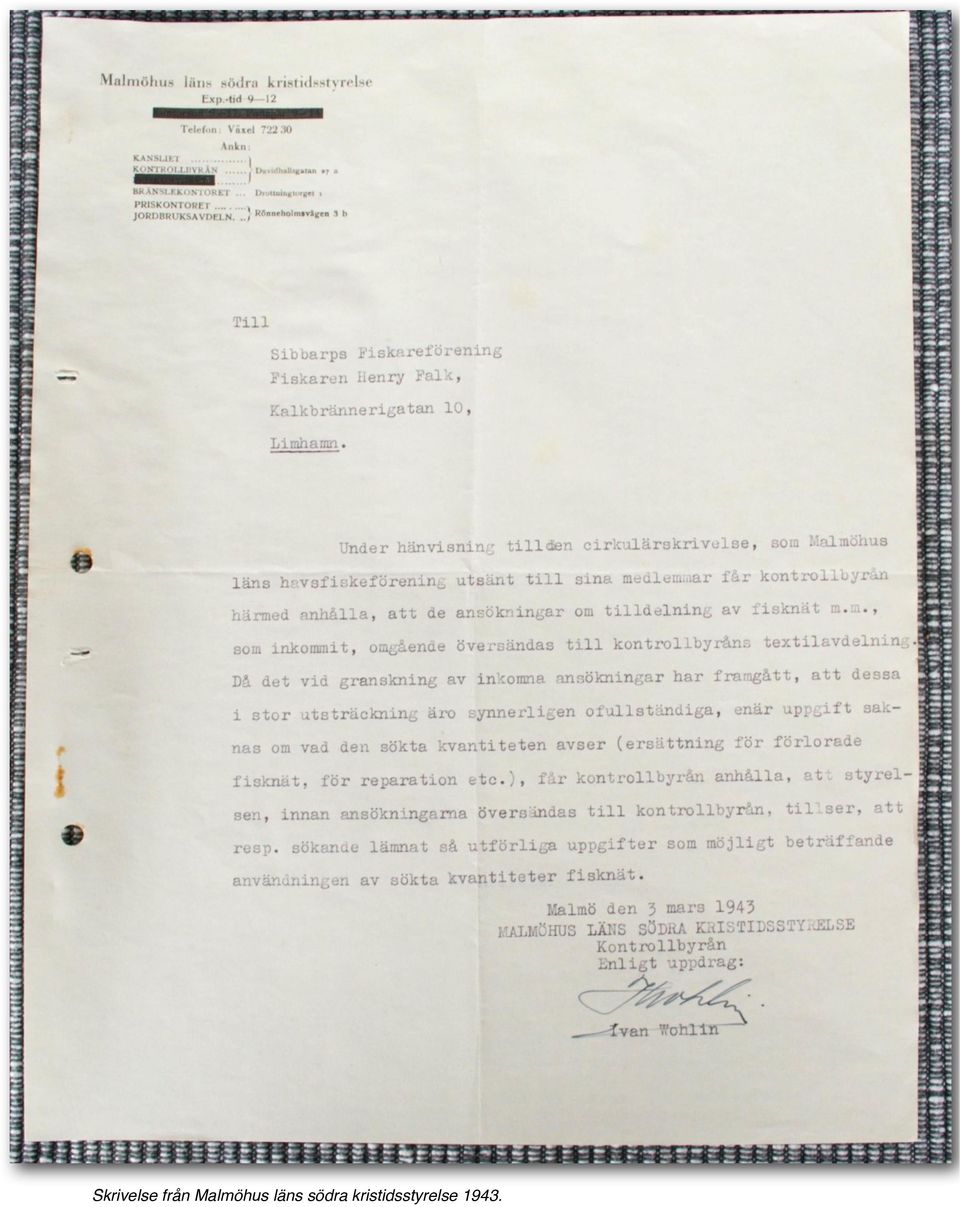 Malmöhus läns södra kristidsstyrelse
Exp.-tid 9—12
Telefon: Växel 722 30
Ankn:
KANSLIET ...............
KONTROLLBYRÅN ...... Davidhallsgatan 27 a
BRÄNSLEKONTORET ... Drottningtorget 1
PRISKONTORET .........
JORDBRUKSAVDELN. .. Rönneholmsvägen 3 b
Till
Sibbarps Fiskareförening
Fiskaren Henry Falk,
Kalkbrännerigatan 10,
Limhamn.
Under hänvisning till den cirkulärskrivelse, som Malmöhus
läns havsfiskeförening utsänt till sina medlemmar får kontrollbyrån
härmed anhålla, att de ansökningar om tilldelning av fisknät m.m.,
som inkommit, omgående översändas till kontrollbyråns textilavdelning.
Då det vid granskning av inkomna ansökningar har framgått, att dessa
i stor utsträckning äro synnerligen ofullständiga, enär uppgift sak-
nas om vad den sökta kvantiteten avser (ersättning för förlorade
fisknät, för reparation etc.), får kontrollbyrån anhålla, att styrel-
sen, innan ansökningarna översändas till kontrollbyrån, tillser, att
resp. sökande lämnat så utförliga uppgifter som möjligt beträffande
användningen av sökta kvantiteter fisknät.
Malmö den 3 mars 1943
MALMÖHUS LÄNS SÖDRA KRISTIDSSTYRELSE
Kontrollbyrån
Enligt uppdrag:
IWohlin.
Ivan Wohlin
Skrivelse från Malmöhus läns södra kristidsstyrelse 1943.